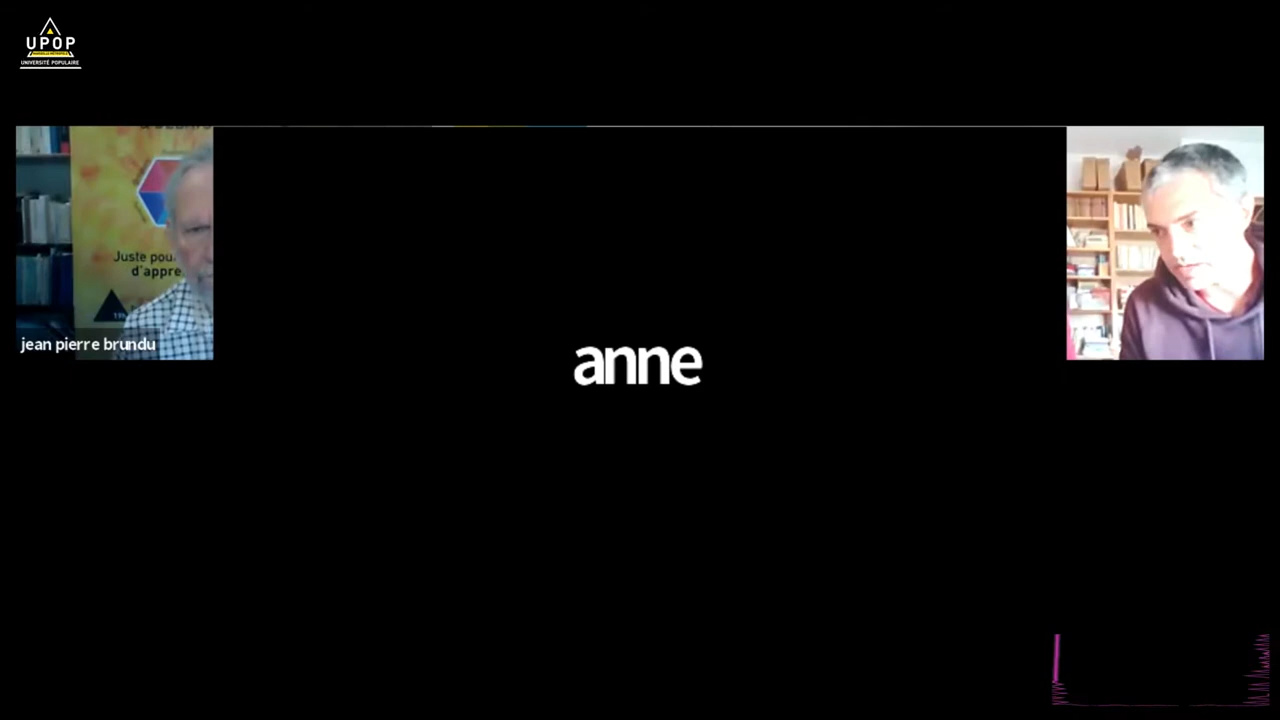 UPOP
UNIVERSITÉ POPULAIRE
Juste pou
d'appre
jean pierre brundu
anne